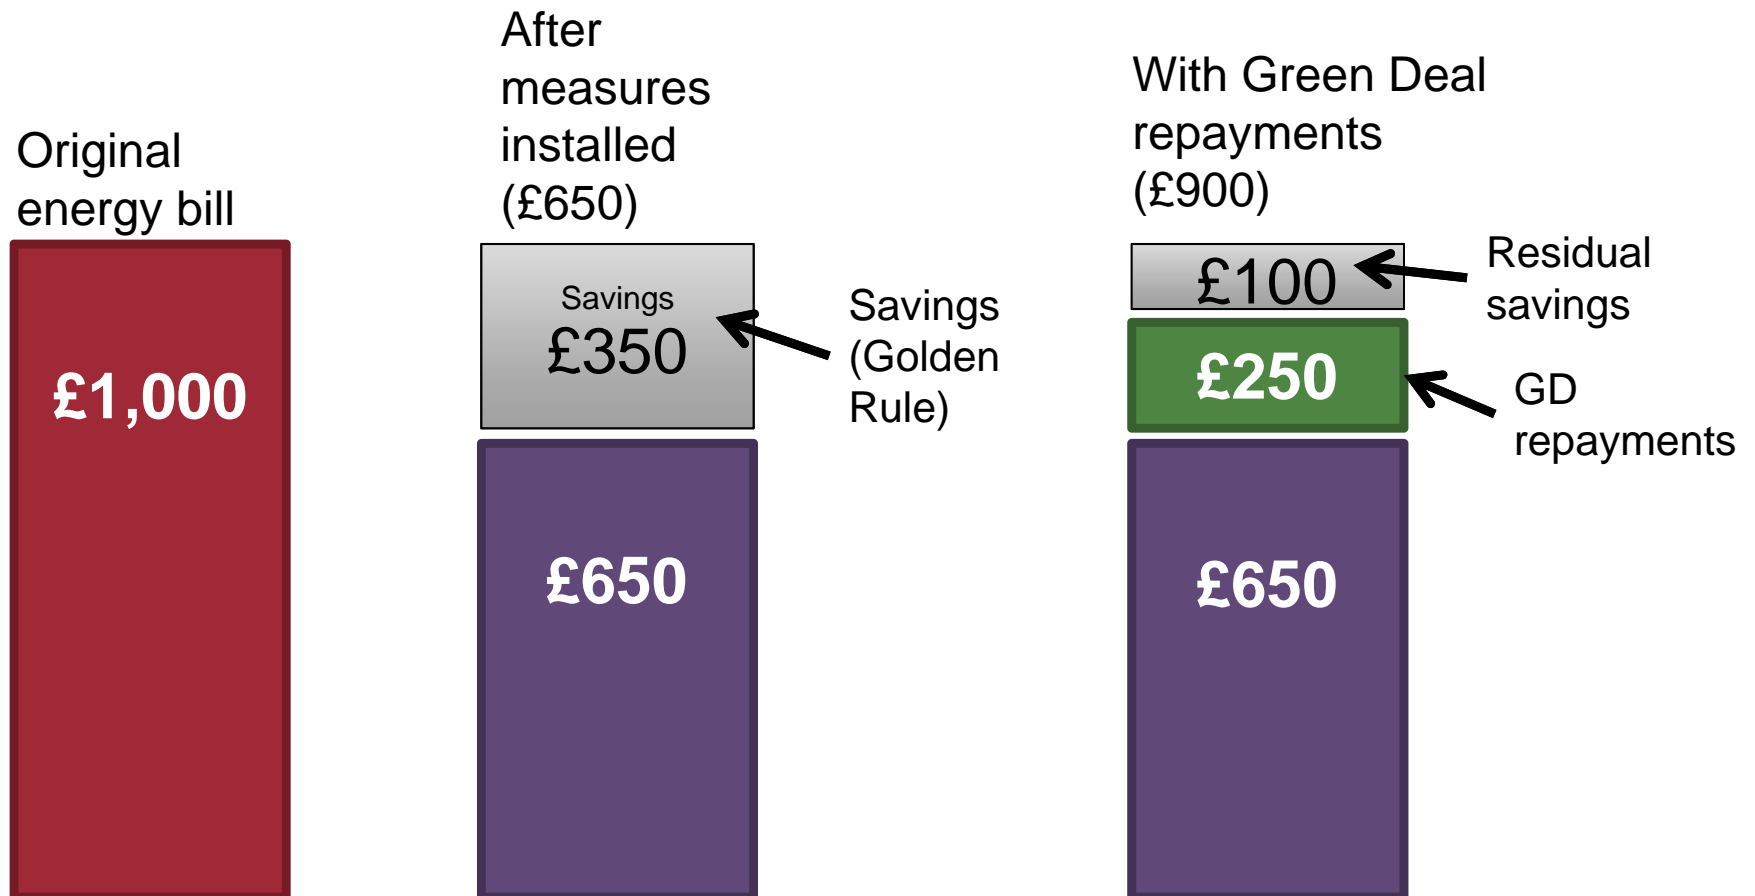 Original
energy bill
£1,000
After
measures
installed
(£650)
Savings
£350
Savings
(Golden
Rule)
£650
With Green Deal
repayments
(£900)
£100
Residual
savings
£250
GD
repayments
£650